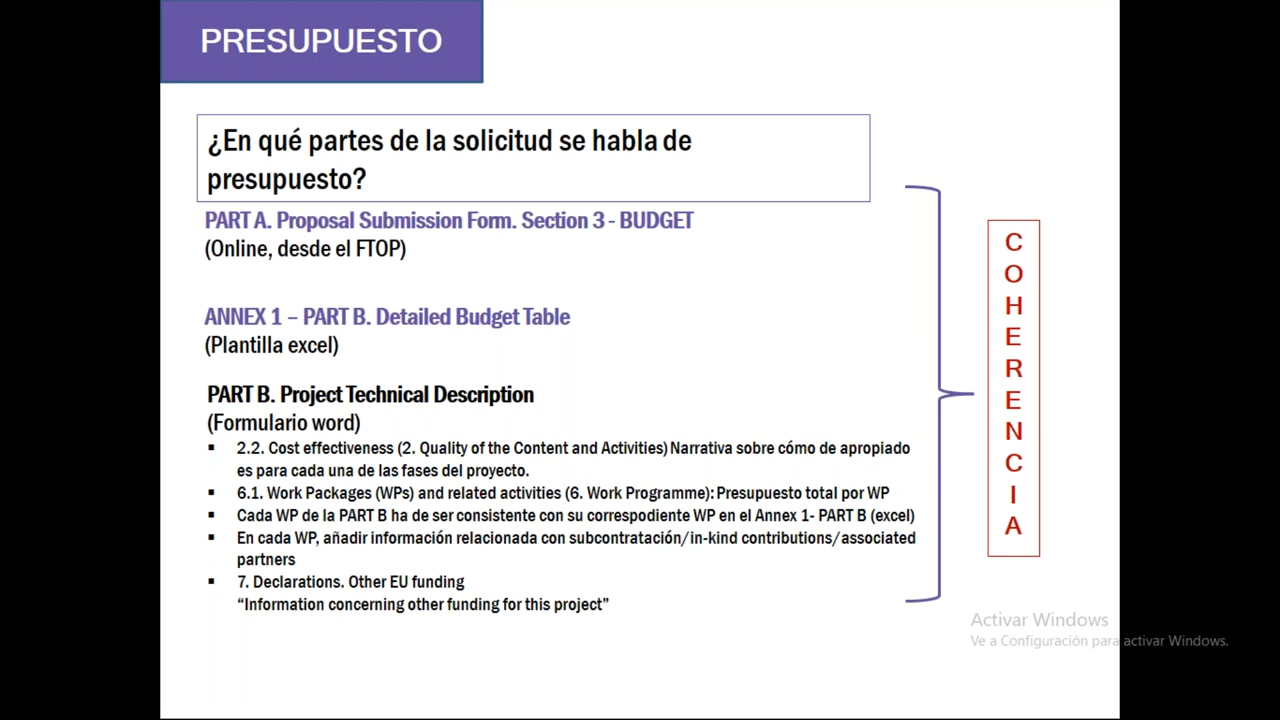 PRESUPUESTO
¿En qué partes de la solicitud se habla de
presupuesto?
PART A. Proposal Submission Form. Section 3 - BUDGET
(Online, desde el FTOP)
ANNEX 1 – PART B. Detailed Budget Table
(Plantilla excel)
PART B. Project Technical Description
(Formulario word)
▪ 2.2. Cost effectiveness (2. Quality of the Content and Activities) Narrativa sobre cómo de apropiado
es para cada una de las fases del proyecto.
▪ 6.1. Work Packages (WPs) and related activities (6. Work Programme): Presupuesto total por WP
▪ Cada WP de la PART B ha de ser consistente con su correspodiente WP en el Annex 1- PART B (excel)
▪ En cada WP, añadir información relacionada con subcontratación/in-kind contributions/associated
partners
▪ 7. Declarations. Other EU funding
“Information concerning other funding for this project”
C
O
H
E
R
E
N
C
I
A
Activar Windows
Ve a Configuración para activar Windows.